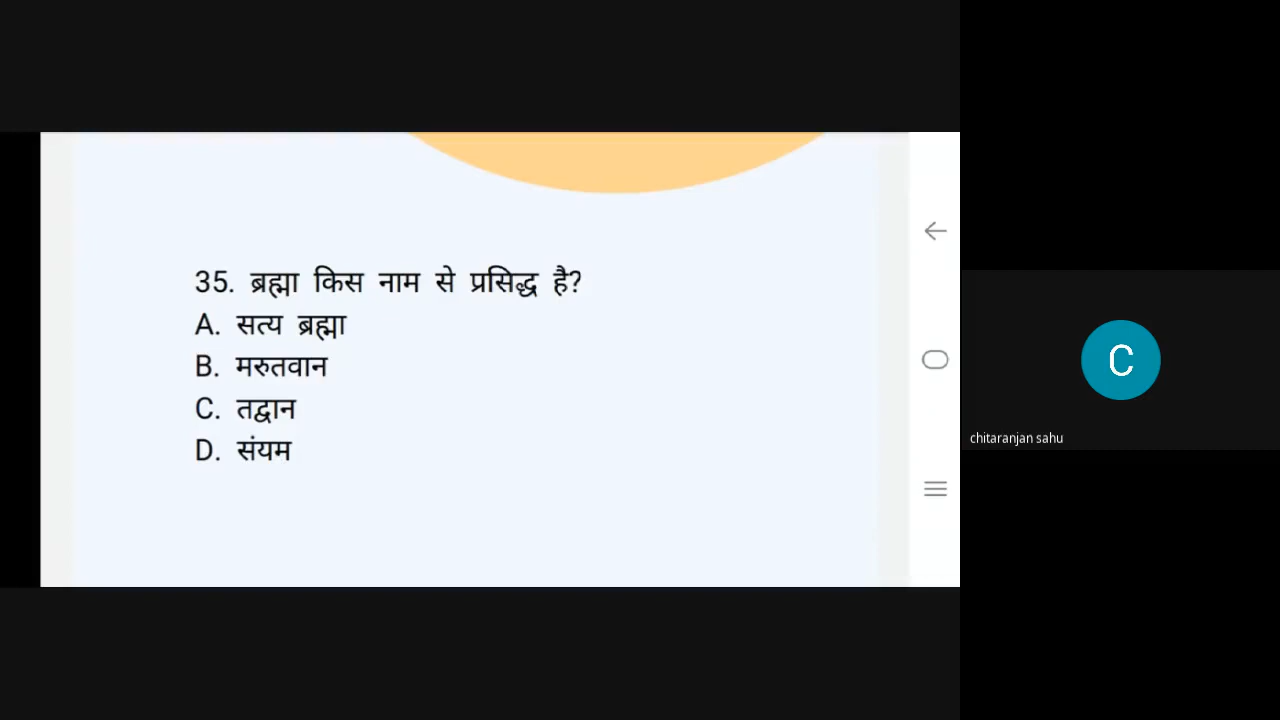 35. ब्रह्मा किस नाम से प्रसिद्ध है?
A. सत्य ब्रह्मा
B. मरुतवान
C. तद्वान
D. संयम
C
chitaranjan sahu